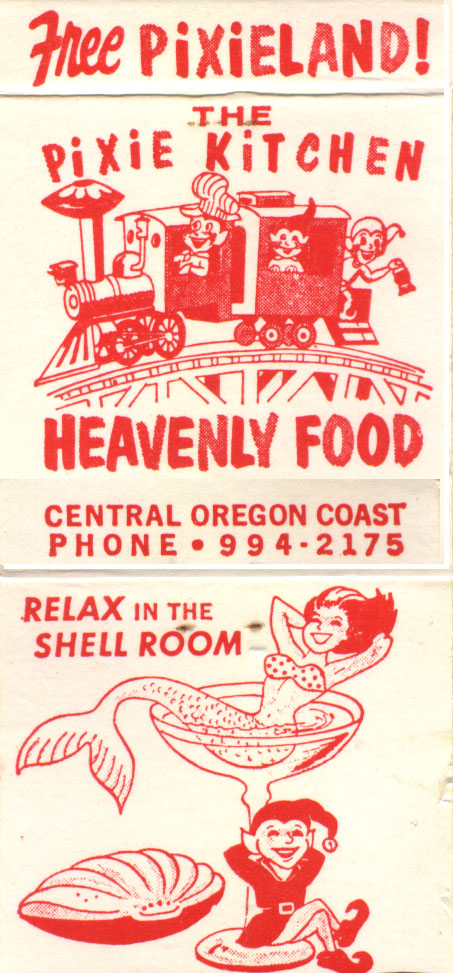 Free PiXiELAND!
THE
PiXiE KiTCHEN
HEAVENLY FOOD
CENTRAL OREGON COAST
PHONE • 994-2175
RELAX IN THE
SHELL ROOM